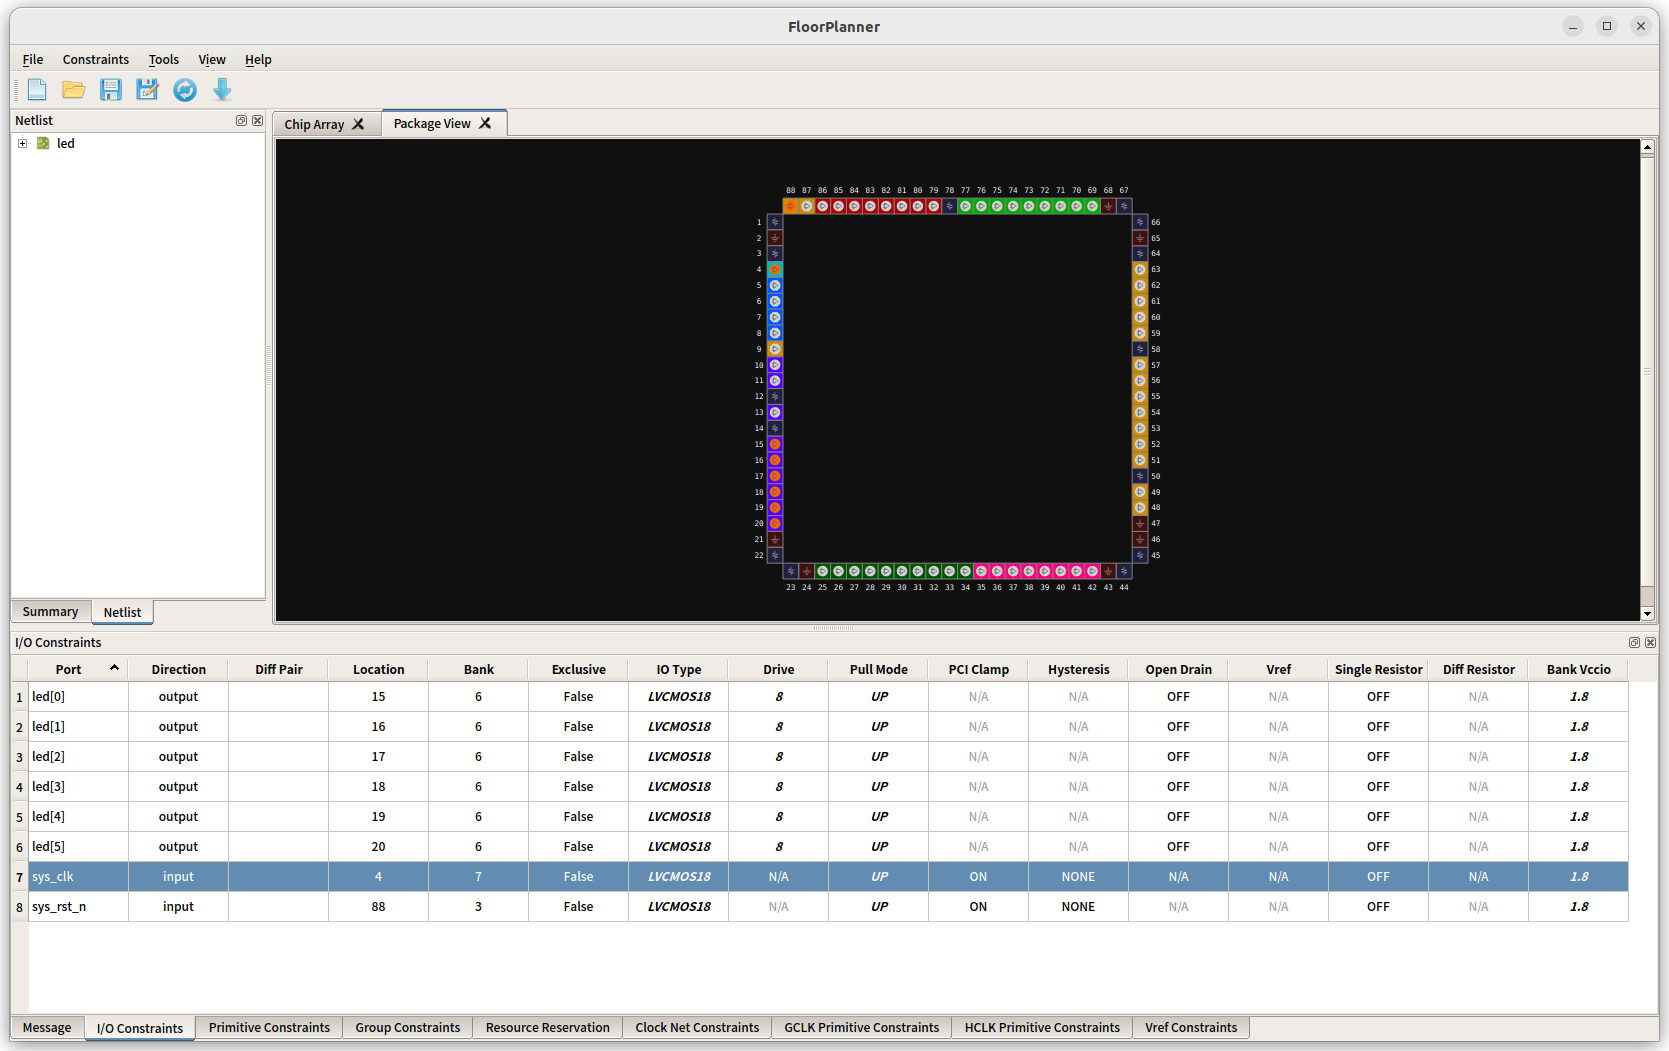 FloorPlanner
File Constraints Tools View Help
Netlist
led
Summary Netlist
Chip Array Package View
88 87 86 85 84 83 82 81 80 79 78 77 76 75 74 73 72 71 70 69 68 67
1 66
2 65
3 64
4 63
5 62
6 61
7 60
8 59
9 58
10 57
11 56
12 55
13 54
14 53
15 52
16 51
17 50
18 49
19 48
20 47
21 46
22 45
23 24 25 26 27 28 29 30 31 32 33 34 35 36 37 38 39 40 41 42 43 44
I/O Constraints
Port Direction Diff Pair Location Bank Exclusive IO Type Drive Pull Mode PCI Clamp Hysteresis Open Drain Vref Single Resistor Diff Resistor Bank Vccio
1 led[0] output 15 6 False LVCMOS18 8 UP N/A N/A OFF N/A OFF N/A 1.8
2 led[1] output 16 6 False LVCMOS18 8 UP N/A N/A OFF N/A OFF N/A 1.8
3 led[2] output 17 6 False LVCMOS18 8 UP N/A N/A OFF N/A OFF N/A 1.8
4 led[3] output 18 6 False LVCMOS18 8 UP N/A N/A OFF N/A OFF N/A 1.8
5 led[4] output 19 6 False LVCMOS18 8 UP N/A N/A OFF N/A OFF N/A 1.8
6 led[5] output 20 6 False LVCMOS18 8 UP N/A N/A OFF N/A OFF N/A 1.8
7 sys_clk input 4 7 False LVCMOS18 N/A UP ON NONE N/A N/A OFF N/A 1.8
8 sys_rst_n input 88 3 False LVCMOS18 N/A UP ON NONE N/A N/A OFF N/A 1.8
Message I/O Constraints Primitive Constraints Group Constraints Resource Reservation Clock Net Constraints GCLK Primitive Constraints HCLK Primitive Constraints Vref Constraints